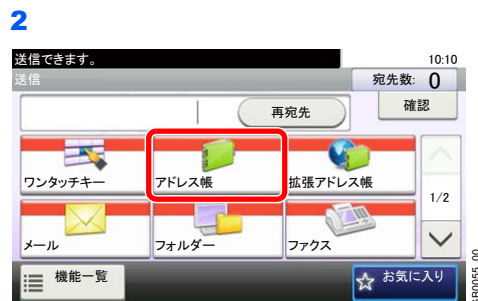 2
送信できます。 10:10
送信 宛先数: 0
再宛先 確認
ワンタッチキー アドレス帳 拡張アドレス帳
1/2
メール フォルダー ファクス
機能一覧 お気に入り